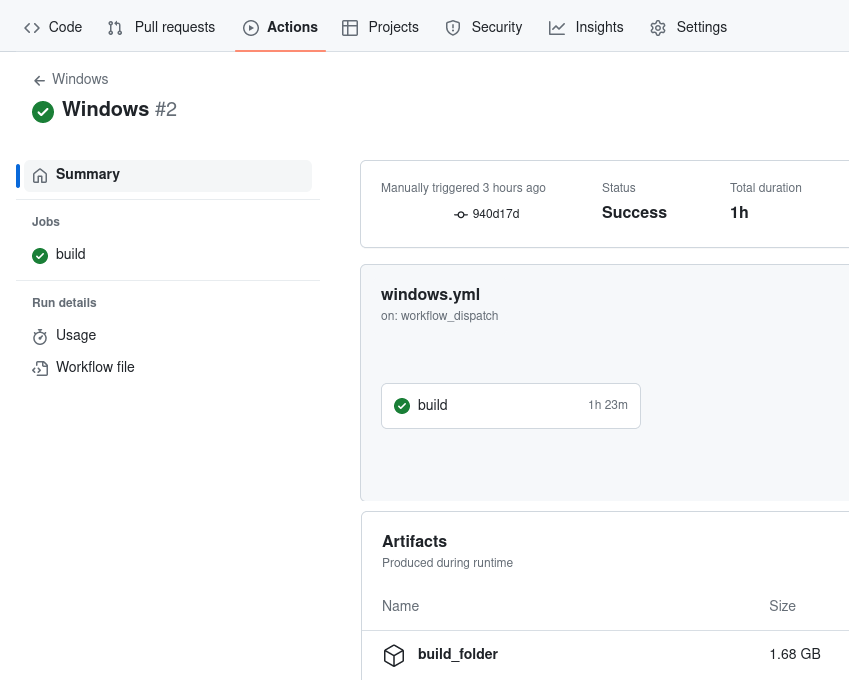 Code Pull requests Actions Projects Security Insights Settings
Windows
Windows #2
Summary
Jobs
build
Run details
Usage
Workflow file
Manually triggered 3 hours ago Status Total duration
940d17d Success 1h
windows.yml
on: workflow_dispatch
build 1h 23m
Artifacts
Produced during runtime
Name Size
build_folder 1.68 GB